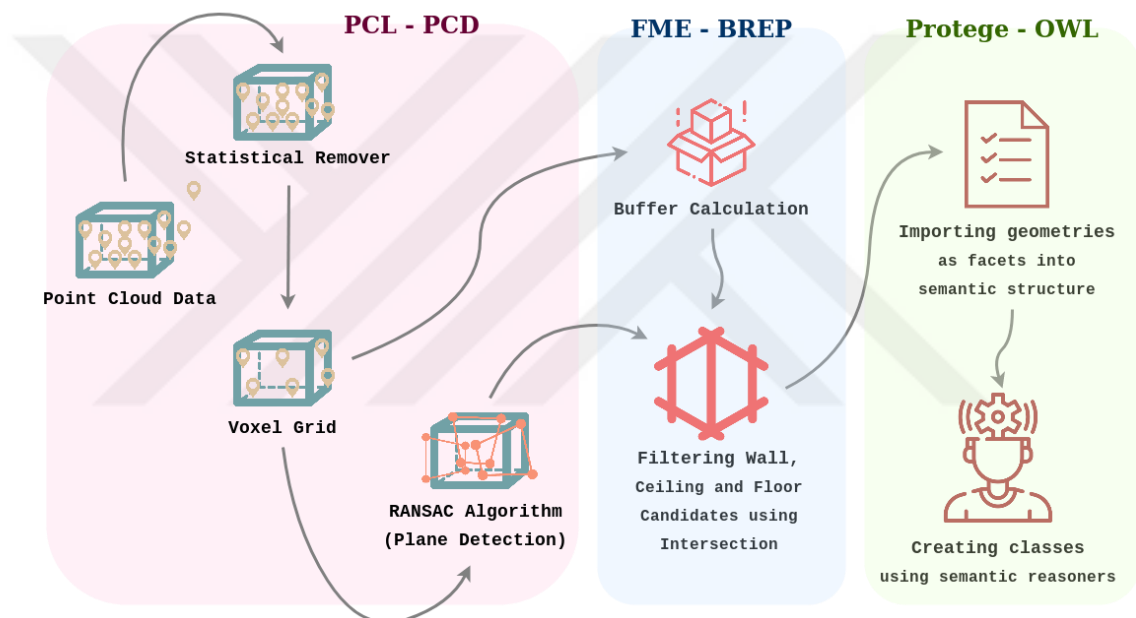 PCL - PCD
Statistical Remover
Point Cloud Data
Voxel Grid
RANSAC Algorithm
(Plane Detection)
FME - BREP
Buffer Calculation
Filtering Wall,
Ceiling and Floor
Candidates using
Intersection
Protege - OWL
Importing geometries
as facets into
semantic structure
Creating classes
using semantic reasoners